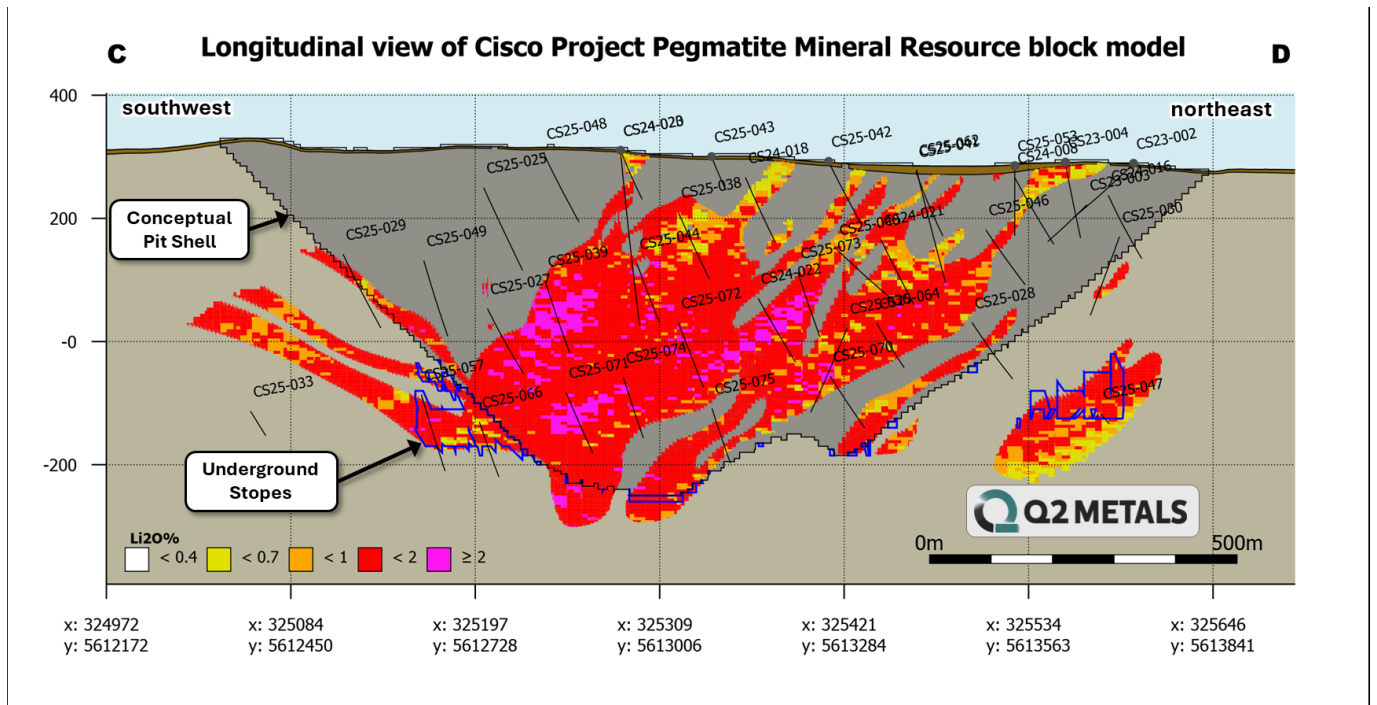 C
Longitudinal view of Cisco Project Pegmatite Mineral Resource block model
D
400
southwest
northeast
CS25-048
CS25-043
CS25-042
CS23-004
CS23-002
CS24-018
CS24-008
CS25-025
CS25-038
CS25-046
CS23-003
CS24-016
200
Conceptual
Pit Shell
CS25-029
CS25-049
CS25-039
CS25-044
CS24-021
CS25-073
CS25-027
CS24-022
CS25-072
CS25-064
CS25-028
-0
CS25-057
CS25-071
CS25-074
CS25-070
CS25-033
CS25-066
CS25-075
CS25-047
-200
Underground
Stopes
Q2 METALS
Li2O%
< 0.4
< 0.7
< 1
< 2
≥ 2
0m
500m
x: 324972
y: 5612172
x: 325084
y: 5612450
x: 325197
y: 5612728
x: 325309
y: 5613006
x: 325421
y: 5613284
x: 325534
y: 5613563
x: 325646
y: 5613841